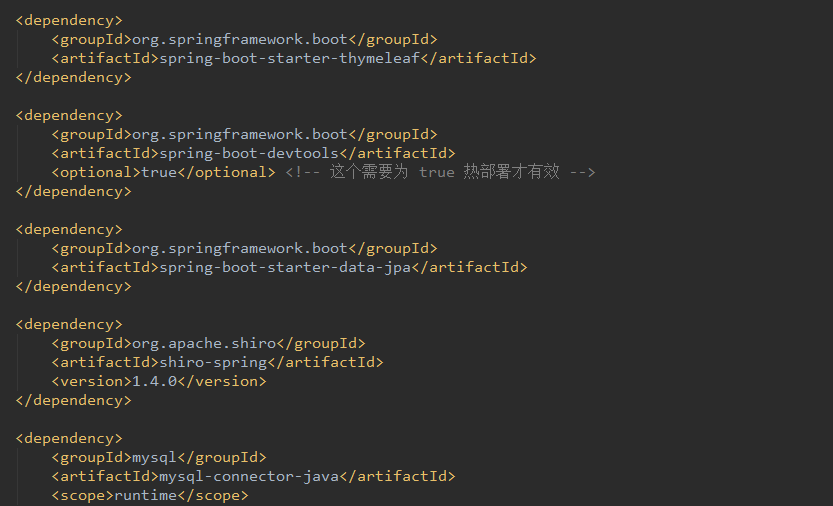 <dependency>
    <groupId>org.springframework.boot</groupId>
    <artifactId>spring-boot-starter-thymeleaf</artifactId>
</dependency>

<dependency>
    <groupId>org.springframework.boot</groupId>
    <artifactId>spring-boot-devtools</artifactId>
    <optional>true</optional> <!-- 这个需要为 true 热部署才有效 -->
</dependency>

<dependency>
    <groupId>org.springframework.boot</groupId>
    <artifactId>spring-boot-starter-data-jpa</artifactId>
</dependency>

<dependency>
    <groupId>org.apache.shiro</groupId>
    <artifactId>shiro-spring</artifactId>
    <version>1.4.0</version>
</dependency>

<dependency>
    <groupId>mysql</groupId>
    <artifactId>mysql-connector-java</artifactId>
    <scope>runtime</scope>